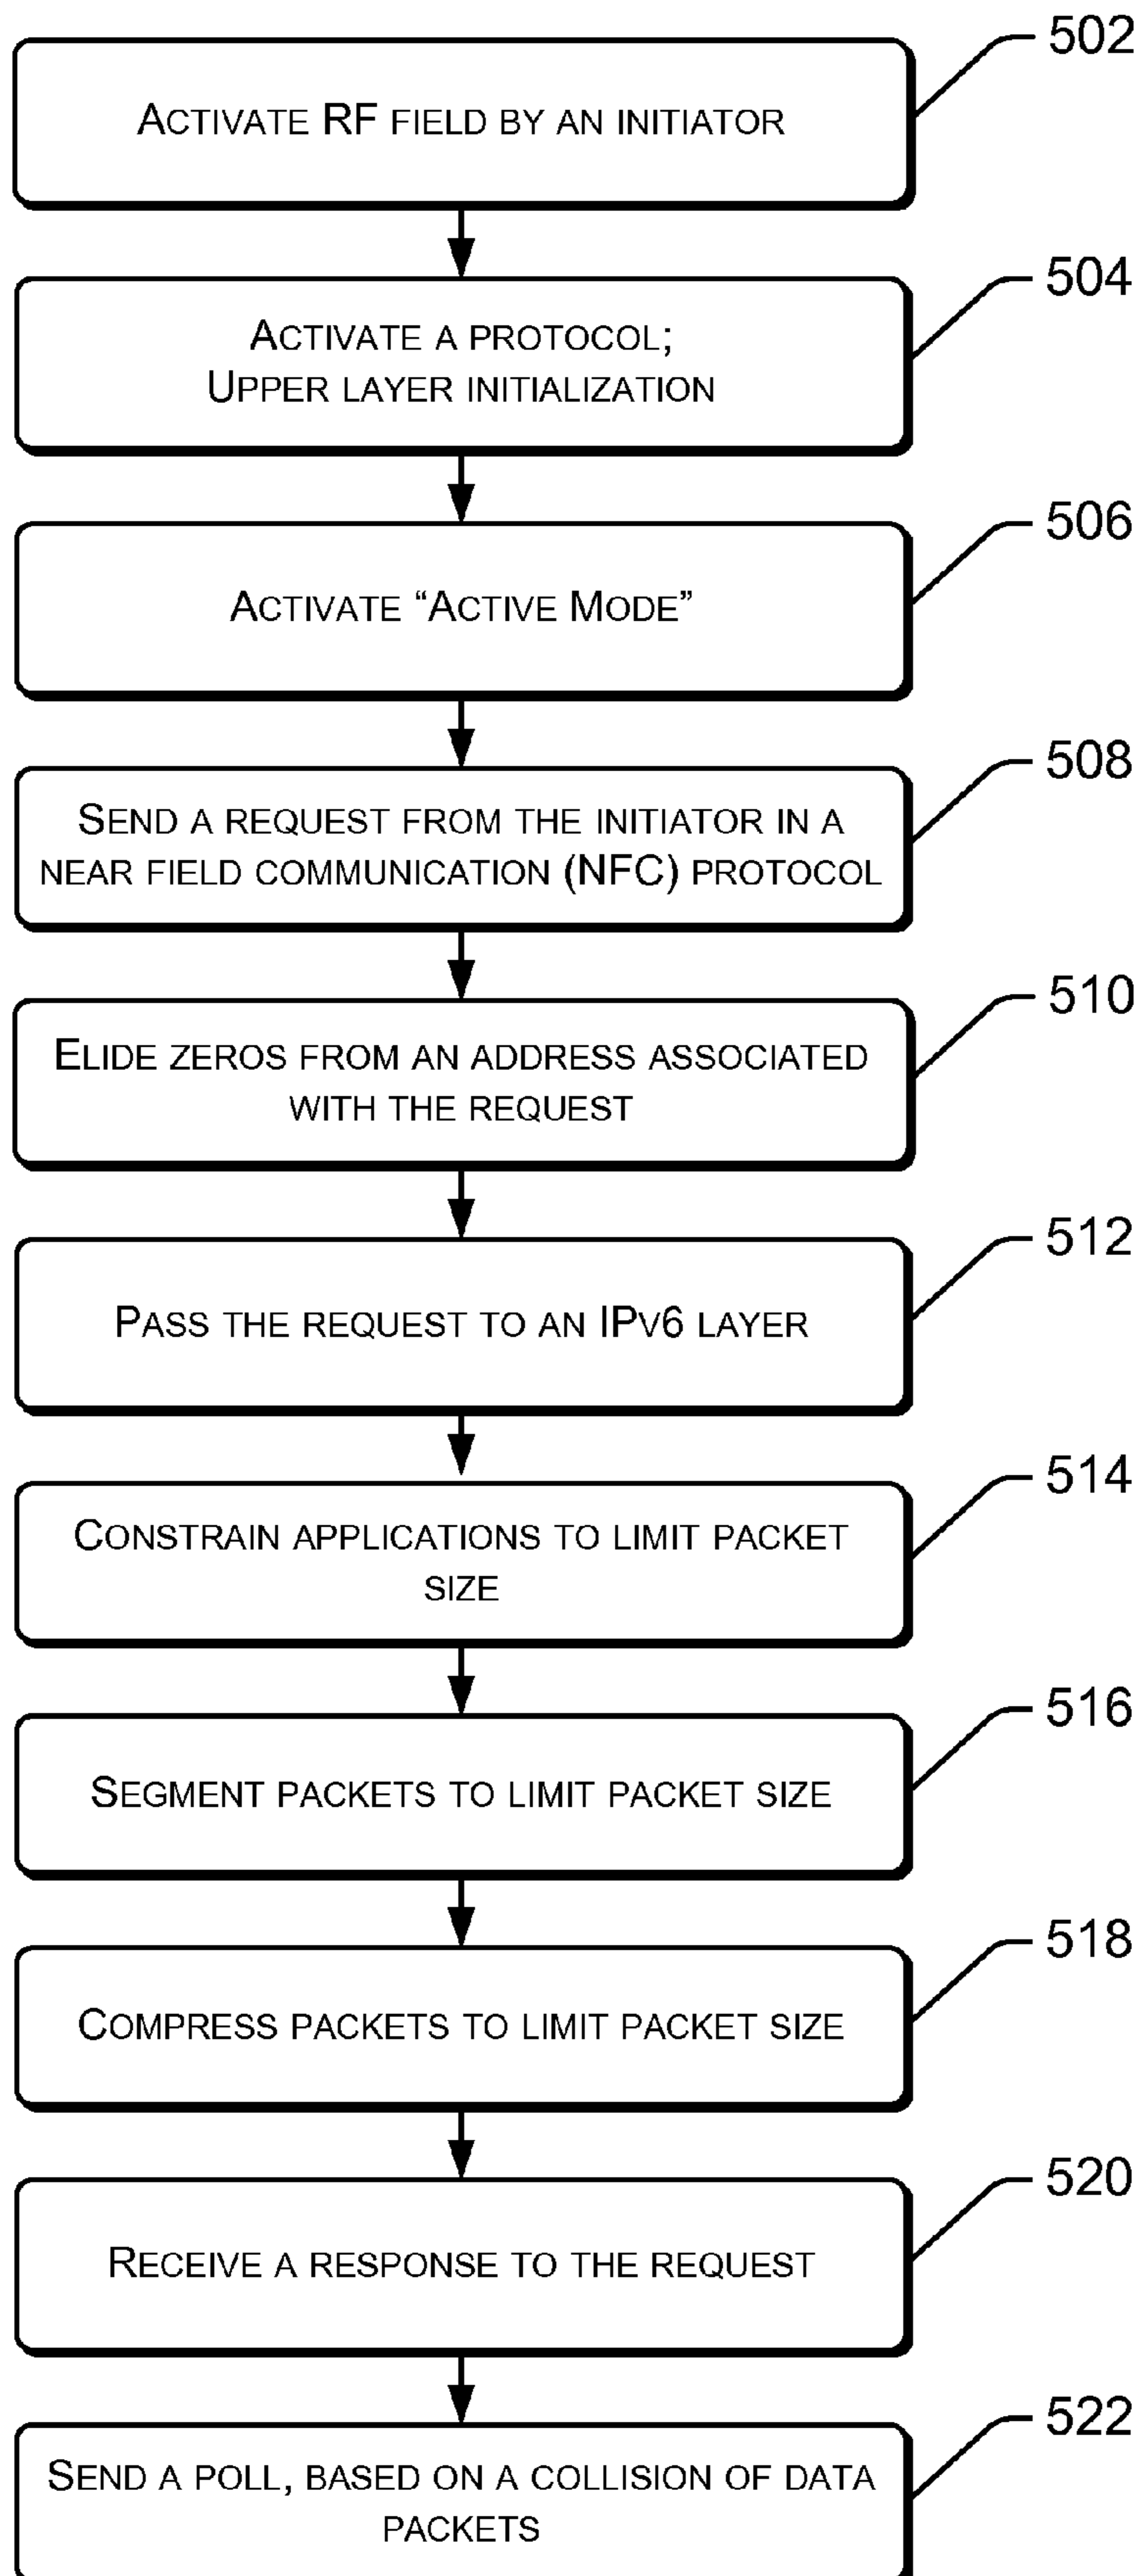 502
ACTIVATE RF FIELD BY AN INITIATOR
504
ACTIVATE A PROTOCOL;
UPPER LAYER INITIALIZATION
506
ACTIVATE “ACTIVE MODE”
508
SEND A REQUEST FROM THE INITIATOR IN A
NEAR FIELD COMMUNICATION (NFC) PROTOCOL
510
ELIDE ZEROS FROM AN ADDRESS ASSOCIATED
WITH THE REQUEST
512
PASS THE REQUEST TO AN IPV6 LAYER
514
CONSTRAIN APPLICATIONS TO LIMIT PACKET
SIZE
516
SEGMENT PACKETS TO LIMIT PACKET SIZE
518
COMPRESS PACKETS TO LIMIT PACKET SIZE
520
RECEIVE A RESPONSE TO THE REQUEST
522
SEND A POLL, BASED ON A COLLISION OF DATA
PACKETS